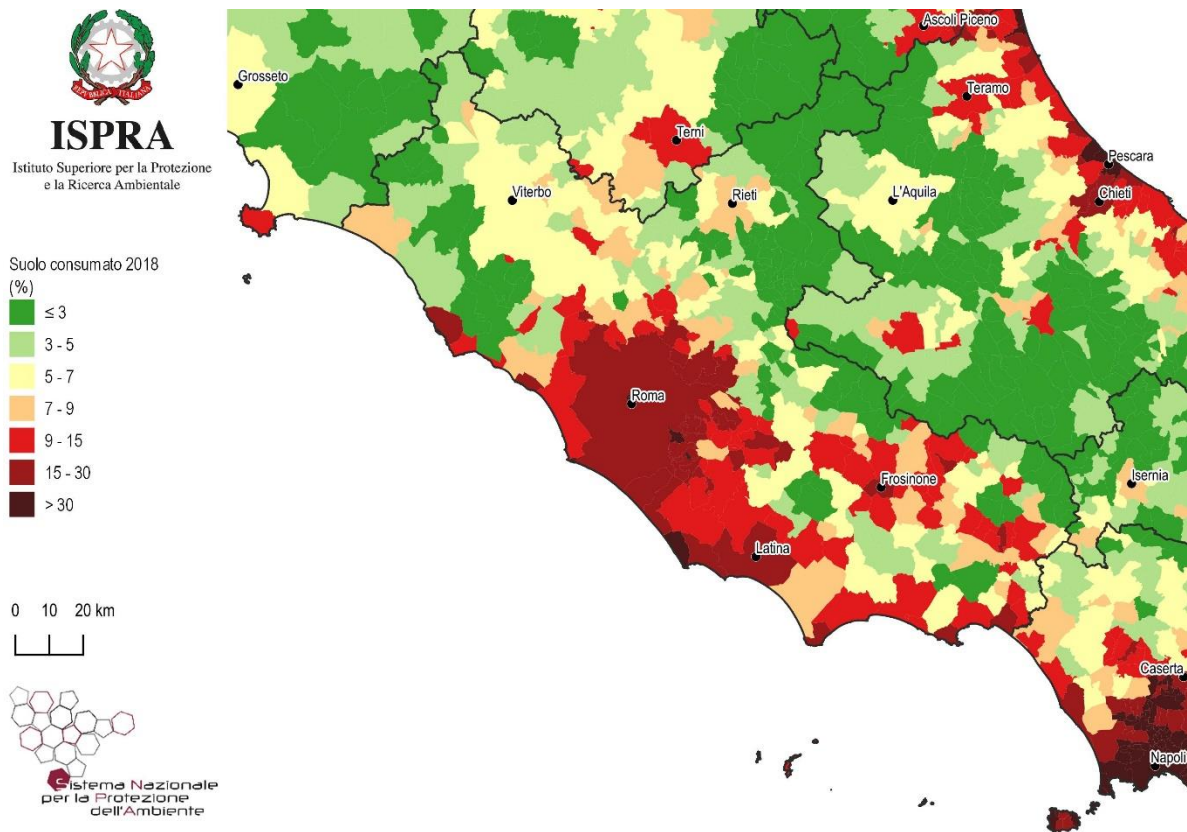 REPVBBLICA ITALIANA
ISPRA
Istituto Superiore per la Protezione
e la Ricerca Ambientale
Suolo consumato 2018
(%)
≤ 3
3 - 5
5 - 7
7 - 9
9 - 15
15 - 30
> 30
0 10 20 km
Sistema Nazionale
per la Protezione
dell'Ambiente
Ascoli Piceno
Grosseto
Teramo
Terni
Pescara
Viterbo
Rieti
L'Aquila
Chieti
Roma
Frosinone
Isernia
Latina
Caserta
Napoli